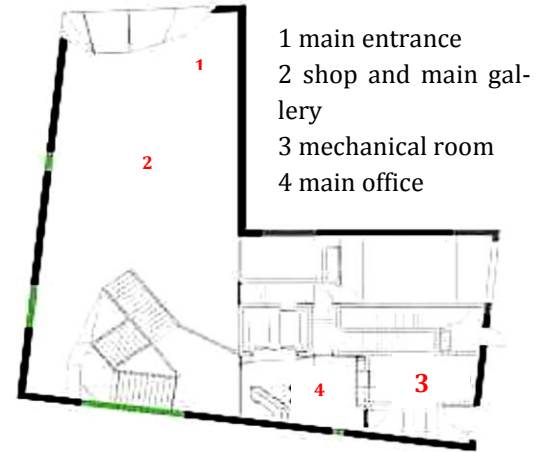 1 main entrance
2 shop and main gal-
lery
3 mechanical room
4 main office
1
2
4
3